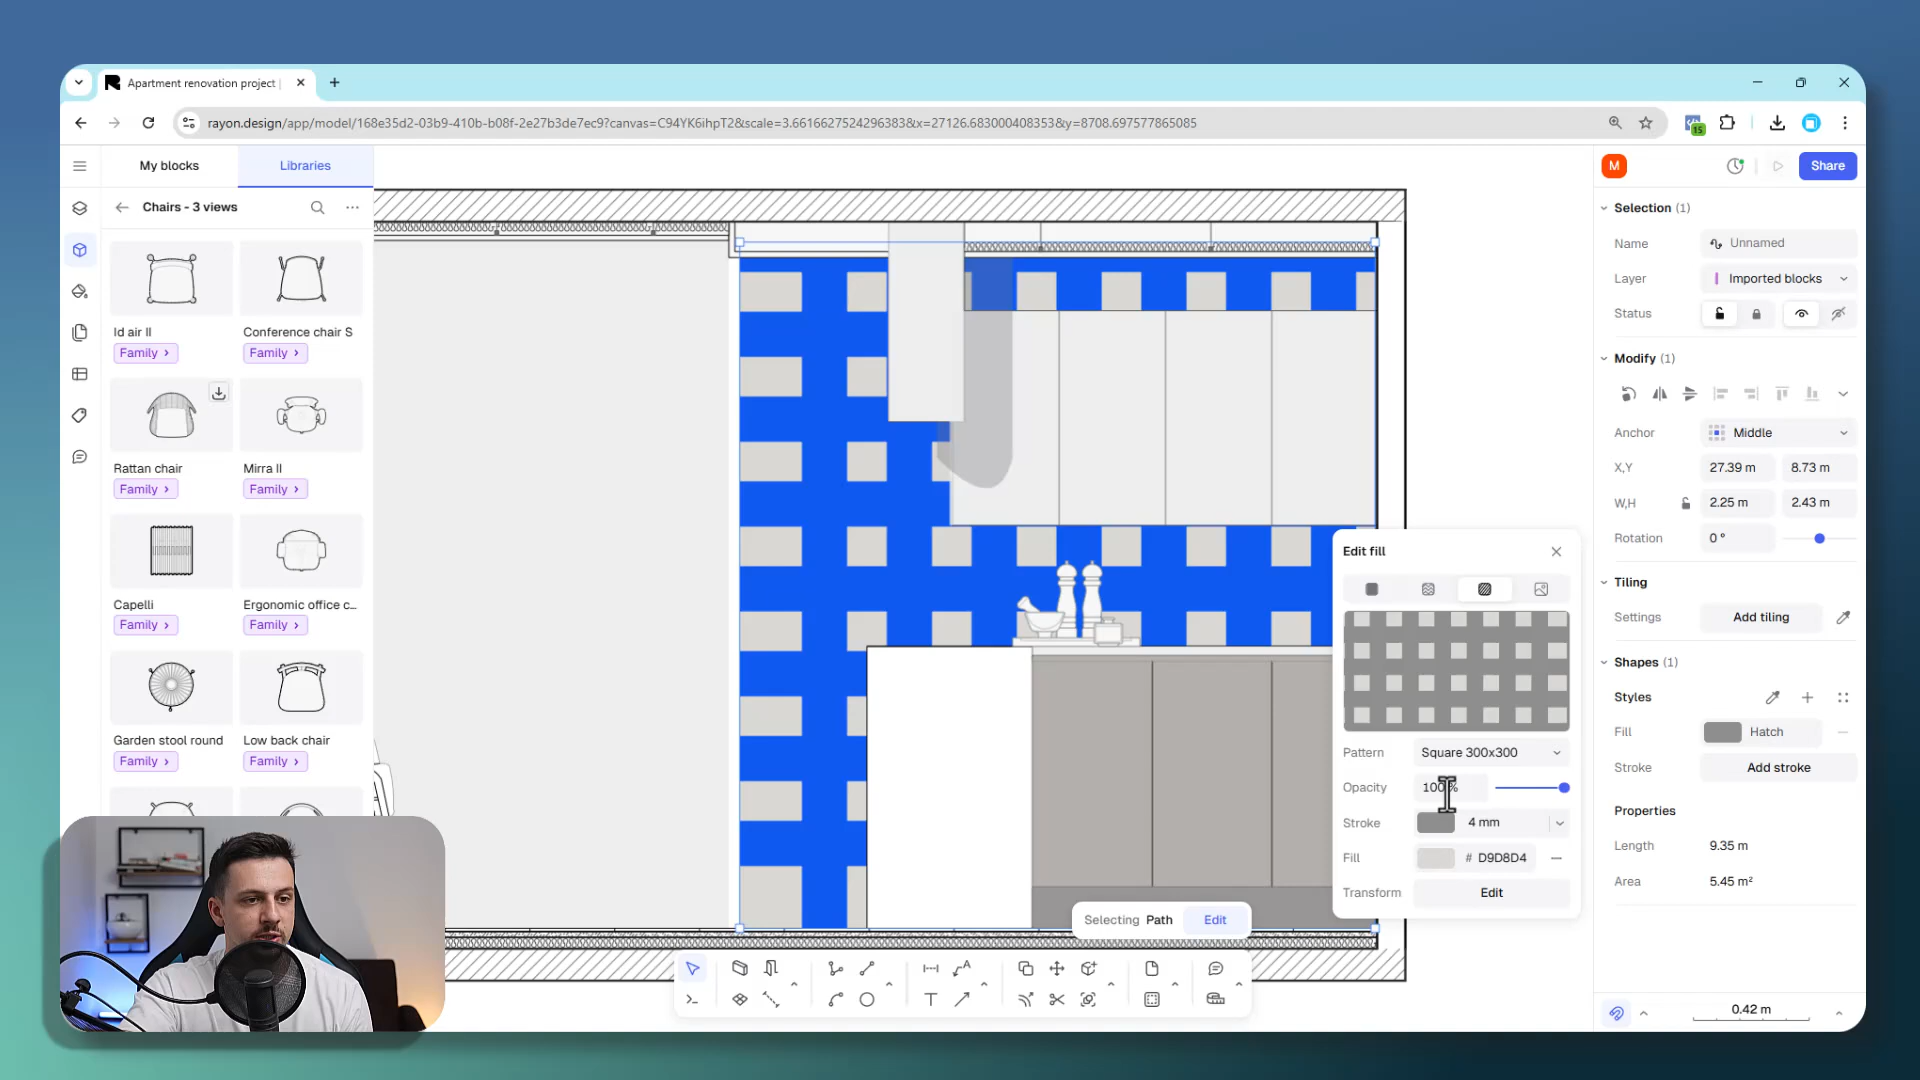 Apartment renovation project |
rayon.design/app/model/168e35d2-03b9-410b-b08f-2e27b3de7ec9?canvas=C94YK6ihpT2&scale=3.66166275242963838&x=27126.683000408353&y=8708.697577865085
15
My blocks
Libraries
M
Share
Chairs - 3 views
Id air II
Family >
Conference chair S
Family >
Rattan chair
Family >
Mirra II
Family >
Capelli
Family >
Ergonomic office c...
Family >
Garden stool round
Family >
Low back chair
Family >
Selection (1)
Name
Unnamed
Layer
Imported blocks
Status
Modify (1)
Anchor
Middle
X,Y
27.39 m
8.73 m
W,H
2.25 m
2.43 m
Rotation
0 °
Tiling
Settings
Add tiling
Shapes (1)
Styles
Fill
Hatch
Stroke
Add stroke
Properties
Length
9.35 m
Area
5.45 m²
0.42 m
Edit fill
Pattern
Square 300x300
Opacity
100 %
Stroke
4 mm
Fill
# D9D8D4
Transform
Edit
Selecting Path
Edit